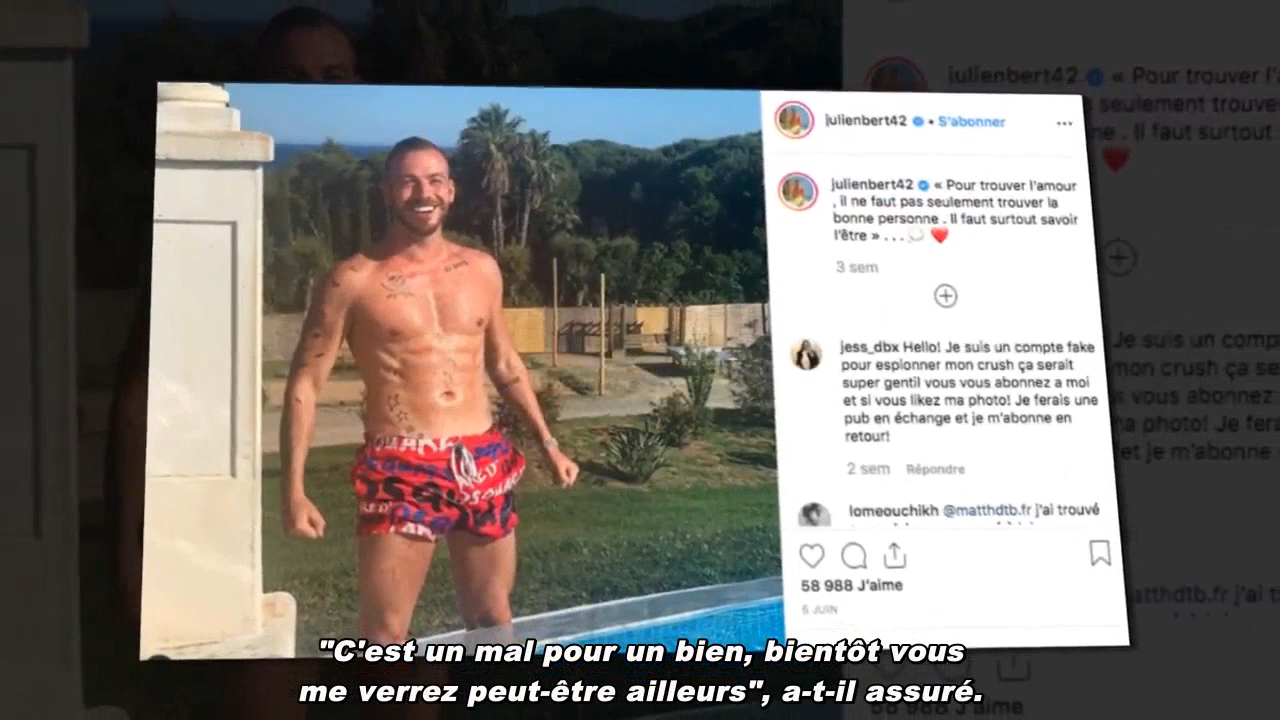 julienbert42 • S'abonner
julienbert42 « Pour trouver l'amour
, il ne faut pas seulement trouver la
bonne personne . Il faut surtout savoir
l'être » . . . 💭 ❤️
3 sem
jess_dbx Hello! Je suis un compte fake
pour espionner mon crush ça serait
super gentil vous vous abonnez a moi
et si vous likez ma photo! Je ferais une
pub en échange et je m'abonne en
retour!
2 sem Répondre
lomeouchikh @matthdtb.fr j'ai trouvé
58 988 J'aime
6 JUIN
"C'est un mal pour un bien, bientôt vous
me verrez peut-être ailleurs", a-t-il assuré.